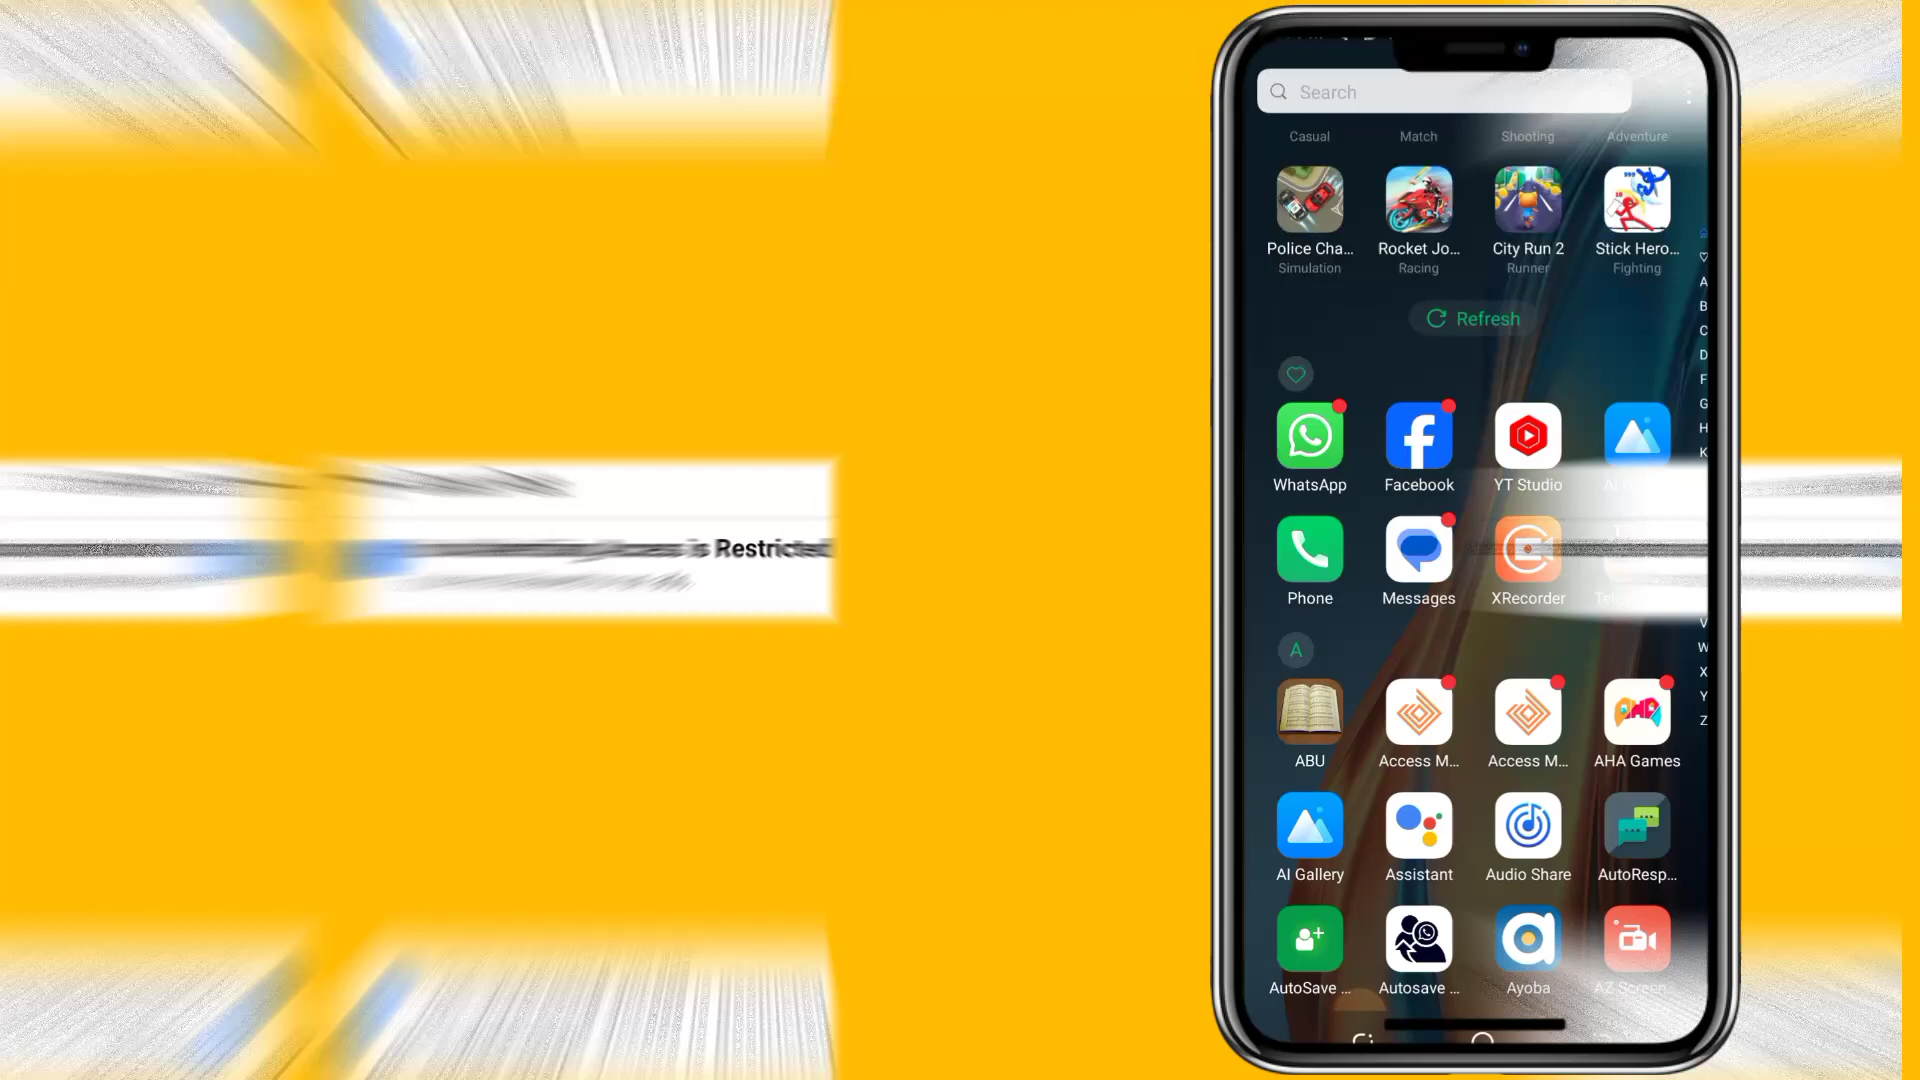 Search
Casual Match Shooting Adventure
Police Cha... Rocket Jo... City Run 2 Stick Hero...
Simulation Racing Runner Fighting
A
B
C
Refresh
D
F
G
H
K
WhatsApp Facebook YT Studio
is Restricted
Phone Messages XRecorder
V
W
A
X
Y
Z
ABU Access M... Access M... AHA Games
AI Gallery Assistant Audio Share AutoResp...
AutoSave ... Autosave ... Ayoba AZ Screen...